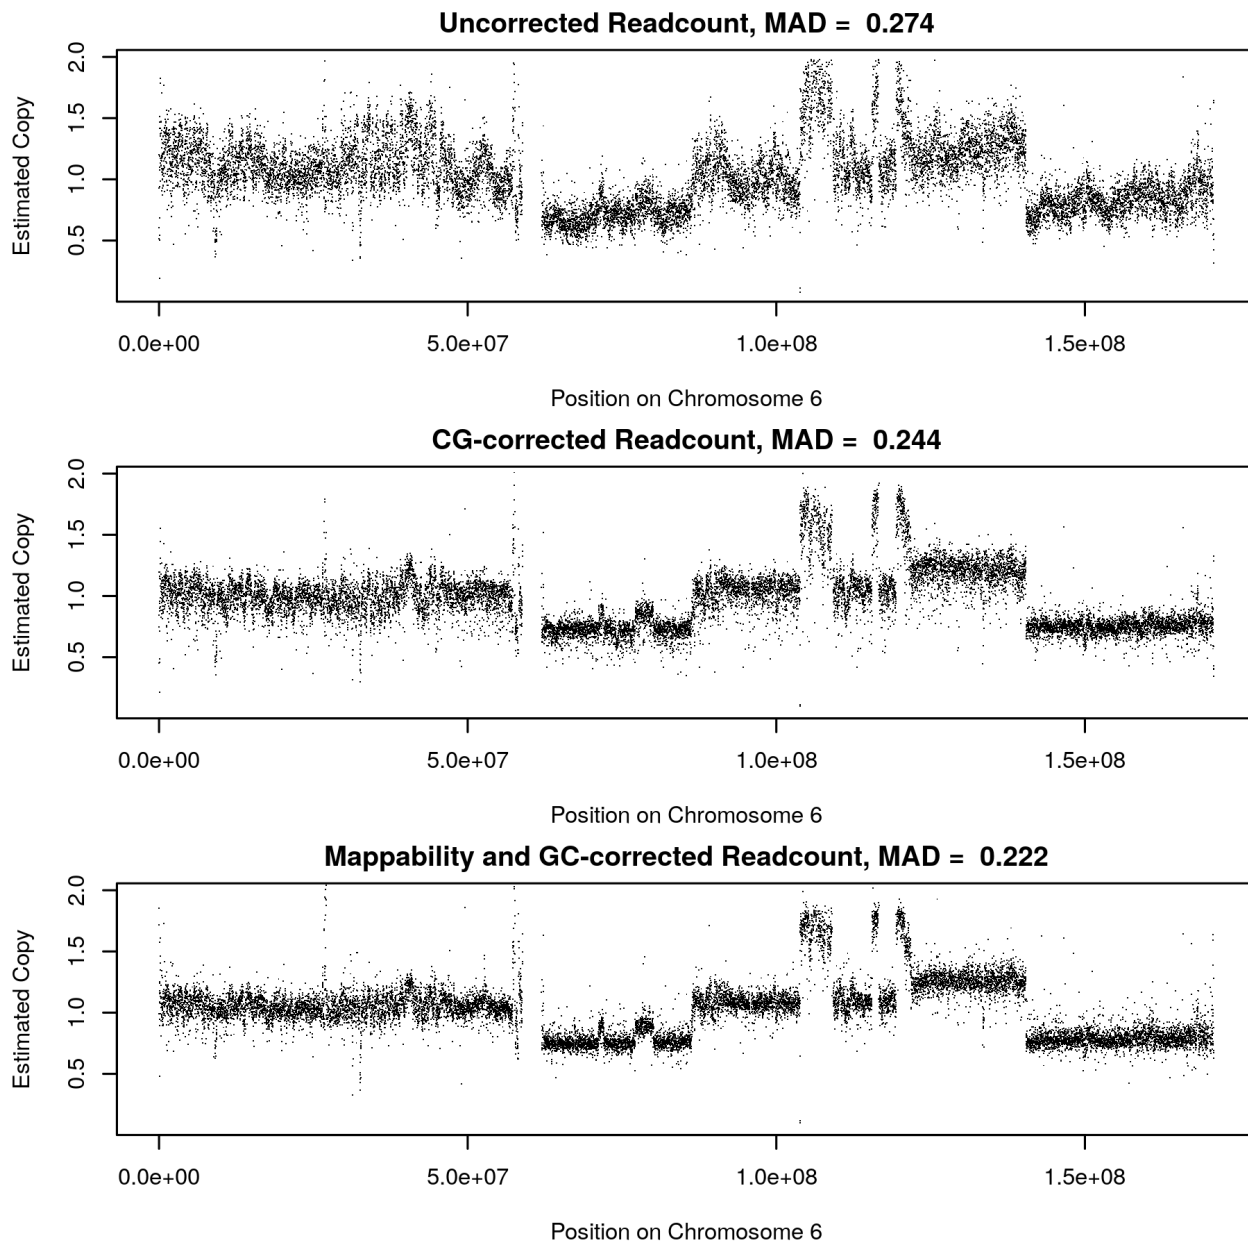 Uncorrected Readcount, MAD =  0.274
Estimated Copy
2.0
1.5
1.0
0.5
0.0e+00 5.0e+07 1.0e+08 1.5e+08
Position on Chromosome 6
CG-corrected Readcount, MAD =  0.244
Estimated Copy
2.0
1.5
1.0
0.5
0.0e+00 5.0e+07 1.0e+08 1.5e+08
Position on Chromosome 6
Mappability and GC-corrected Readcount, MAD =  0.222
Estimated Copy
2.0
1.5
1.0
0.5
0.0e+00 5.0e+07 1.0e+08 1.5e+08
Position on Chromosome 6